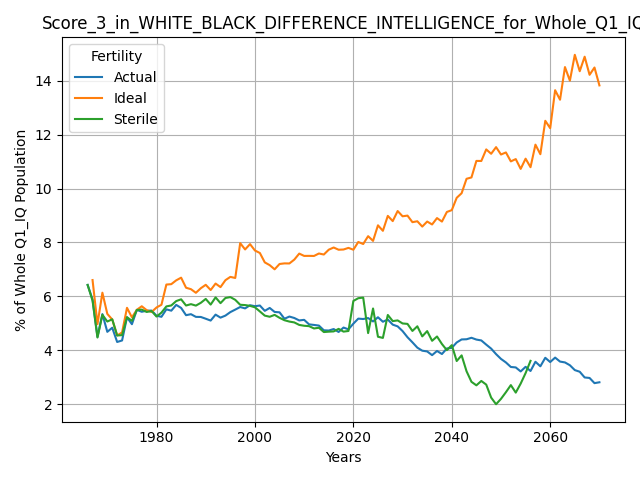 Score_3_in_WHITE_BLACK_DIFFERENCE_INTELLIGENCE_for_Whole_Q1_IQ
Fertility
Actual
Ideal
Sterile
% of Whole Q1_IQ Population
14
12
10
8
6
4
2
1980 2000 2020 2040 2060
Years